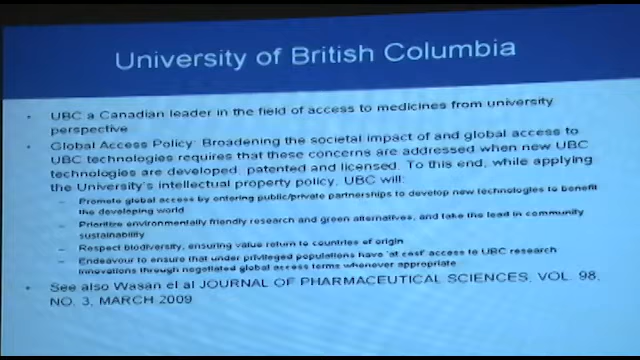 University of British Columbia
• UBC a Canadian leader in the field of access to medicines from university
perspective
• Global Access Policy: Broadening the societal impact of and global access to
UBC technologies requires that these concerns are addressed when new UBC
technologies are developed, patented and licensed. To this end, while applying
the University's intellectual property policy, UBC will:
– Promote global access by entering public/private partnerships to develop new technologies to benefit
the developing world
– Prioritize environmentally friendly research and green alternatives, and take the lead in community
sustainability
– Respect biodiversity, ensuring value return to countries of origin
– Endeavour to ensure that under privileged populations have 'at cost' access to UBC research
innovations through negotiated global access terms whenever appropriate
• See also Wasan el al JOURNAL OF PHARMACEUTICAL SCIENCES, VOL. 98,
NO. 3, MARCH 2009